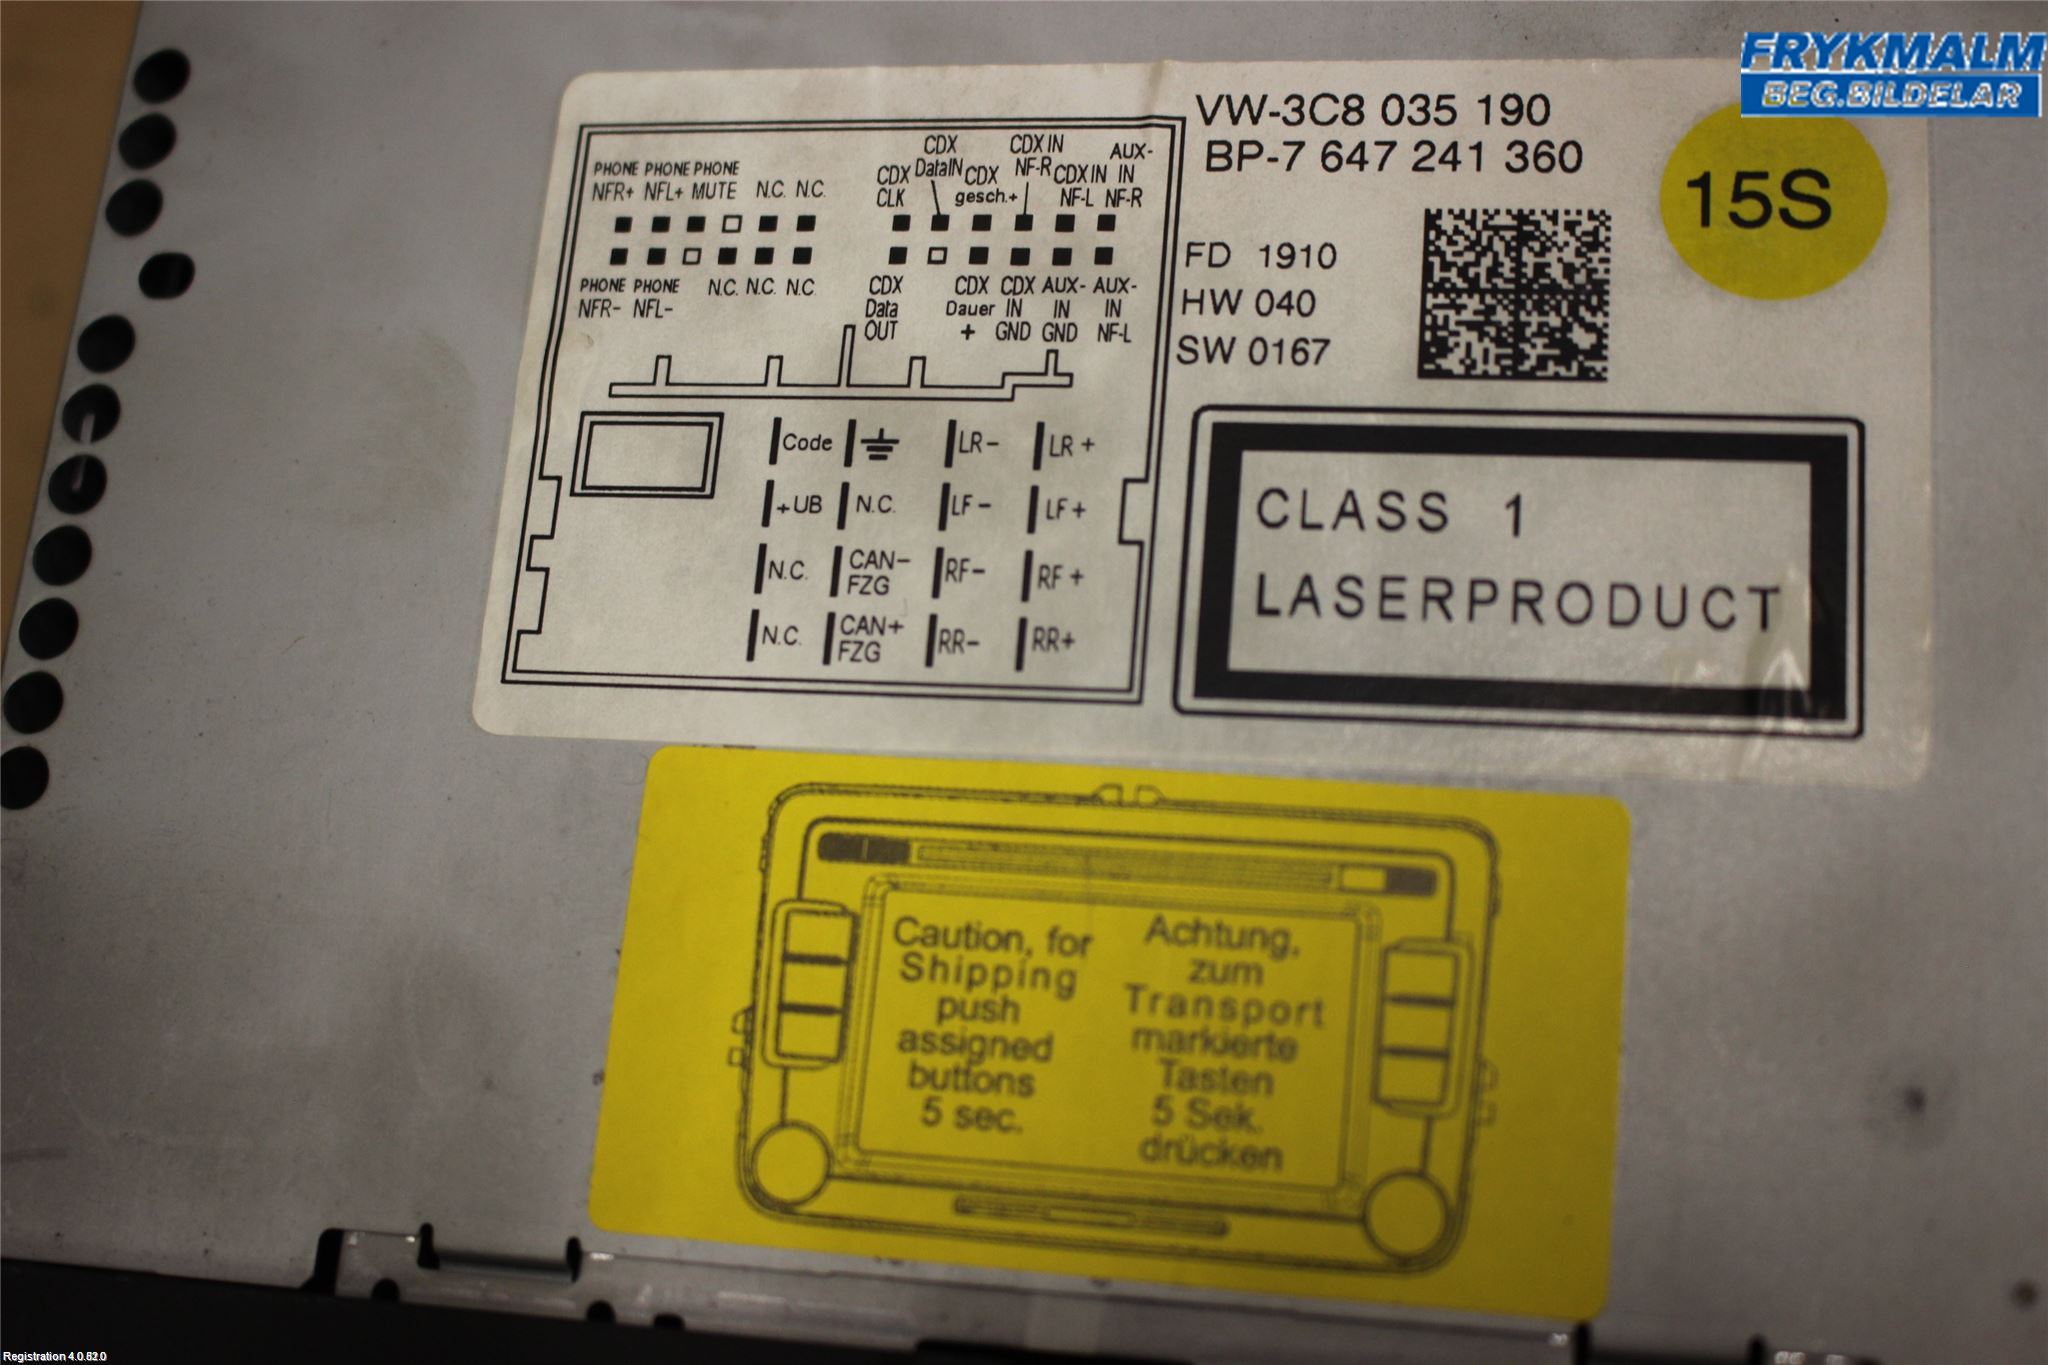 FRYKMALM
BEG.BILDELAR
VW-3C8 035 190
BP-7 647 241 360
15S
FD 1910
HW 040
SW 0167
CDX CDX IN AUX-
PHONE PHONE PHONE CDX DataIN CDX NF-R CDX IN IN
NFR+ NFL+ MUTE N.C. N.C. CLK gesch.+ NF-L NF-R
PHONE PHONE N.C. N.C. N.C. CDX CDX CDX AUX- AUX-
NFR- NFL- Data Dauer IN IN IN
OUT + GND GND NF-L
Code LR- LR+
+UB N.C. LF- LF+
N.C. CAN- FZG RF- RF+
N.C. CAN+ FZG RR- RR+
CLASS 1
LASERPRODUCT
Caution, for
Shipping
push
assigned
buttons
5 sec.
Achtung,
zum
Transport
markierte
Tasten
5 Sek.
drücken
Registration 4.0.62.0